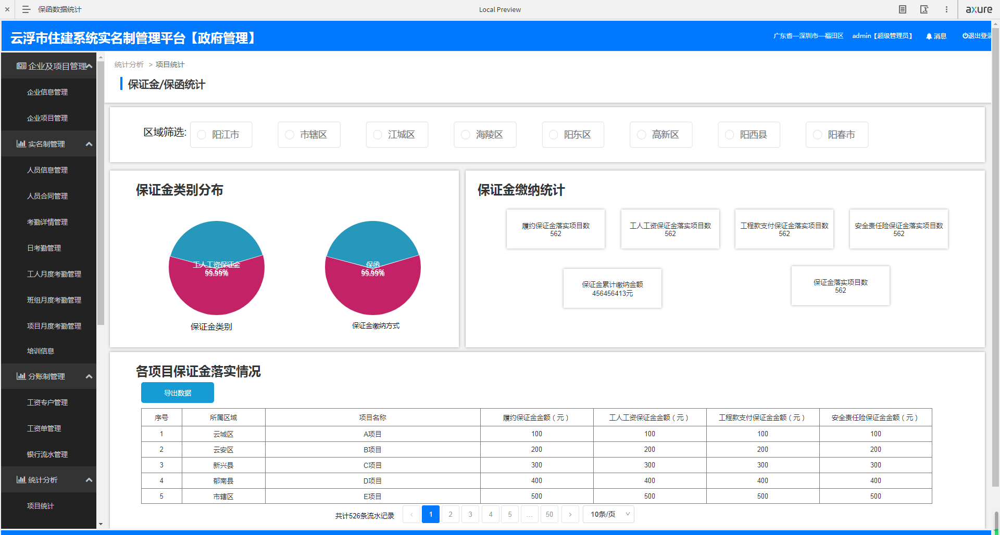 保函数据统计
Local Preview
axure
云浮市住建系统实名制管理平台【政府管理】
广东省—深圳市—福田区
admin【超级管理员】
消息
退出登录
企业及项目管理
企业信息管理
企业项目管理
实名制管理
人员信息管理
人员合同管理
考勤详情管理
日考勤管理
工人月度考勤管理
班组月度考勤管理
项目月度考勤管理
培训信息
分账制管理
工资专户管理
工资单管理
银行流水管理
统计分析
项目统计
统计分析 > 项目统计
保证金/保函统计
区域筛选: 阳江市 市辖区 江城区 海陵区 阳东区 高新区 阳西县 阳春市
保证金类别分布
工人工资保证金
保函
保证金类别
保证金缴纳方式
保证金缴纳统计
履约保证金落实项目数
562
工人工资保证金落实项目数
562
工程款支付保证金落实项目数
562
安全责任险保证金落实项目数
562
保证金累计缴纳金额
456456413元
保证金落实项目数
562
各项目保证金落实情况
导出数据
序号 所属区域 项目名称 履约保证金金额（元） 工人工资保证金金额（元） 工程款支付保证金金额（元） 安全责任险保证金金额（元）
1 云城区 A项目 100 100 100 100
2 云安区 B项目 200 200 200 200
3 新兴县 C项目 300 300 300 300
4 郁南县 D项目 400 400 400 400
5 市辖区 E项目 500 500 500 500
共计526条流水记录 < 1 2 3 4 5 ... 50 > 10条/页